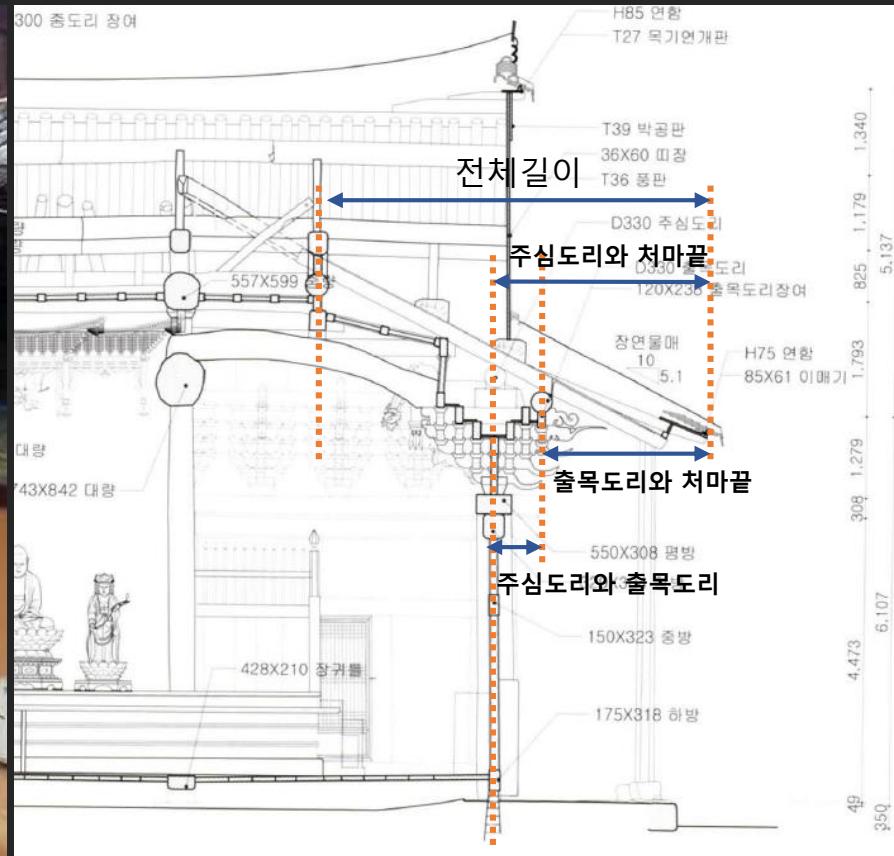 300 중도리 장여
H85 연함
T27 목기연개판
T39 박공판
36X60 띠장
T36 풍판
전체길이
D330 주심도리
주심도리와 처마끝
D330 출목도리
120X238 출목도리장여
557X599
장연물매
10
5.1
H75 연함
85X61 이매기
대량
743X842 대량
출목도리와 처마끝
550X308 평방
주심도리와 출목도리
150X323 중방
428X210 장귀틀
175X318 하방
1,340
1,179
825
5,137
1,793
1,279
308
6,107
4,473
49
350